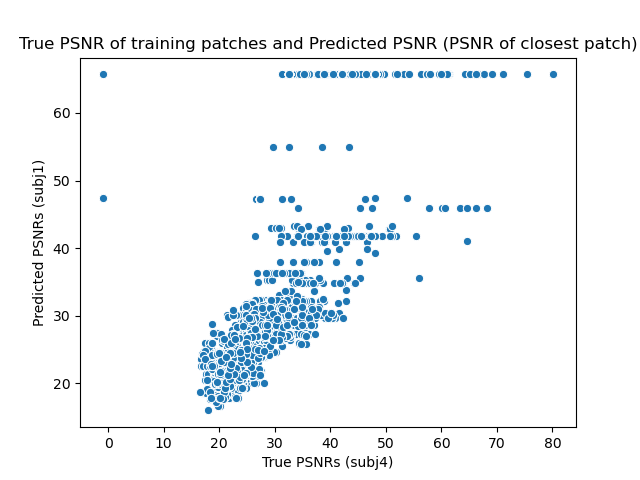 True PSNR of training patches and Predicted PSNR (PSNR of closest patch)
60
50
40
30
20
Predicted PSNRs (subj1)
0 10 20 30 40 50 60 70 80
True PSNRs (subj4)